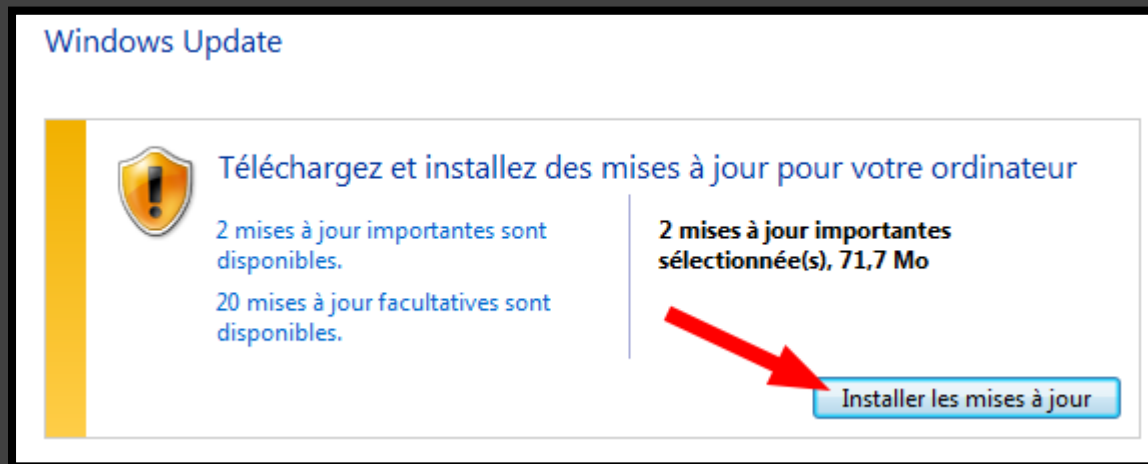 Windows Update
Téléchargez et installez des mises à jour pour votre ordinateur
2 mises à jour importantes sont
disponibles.
20 mises à jour facultatives sont
disponibles.
2 mises à jour importantes
sélectionnée(s), 71,7 Mo
Installer les mises à jour